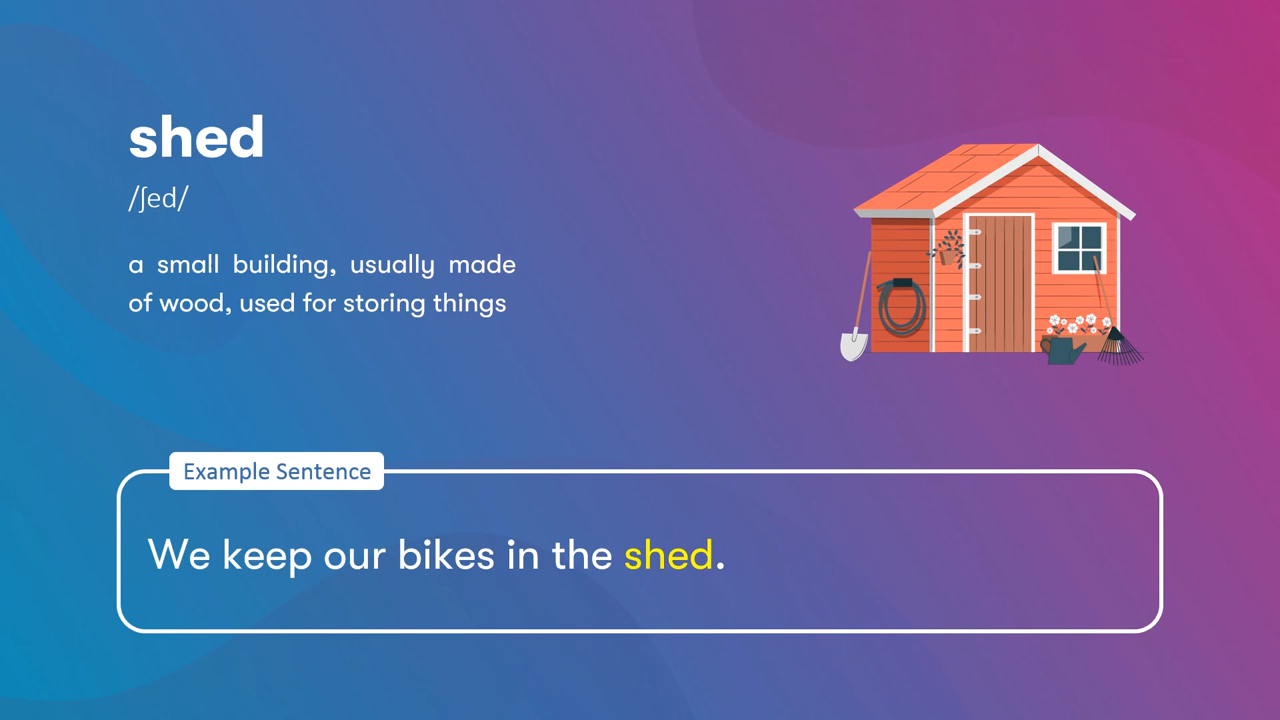 shed
/ʃed/
a small building, usually made
of wood, used for storing things
Example Sentence
We keep our bikes in the shed.